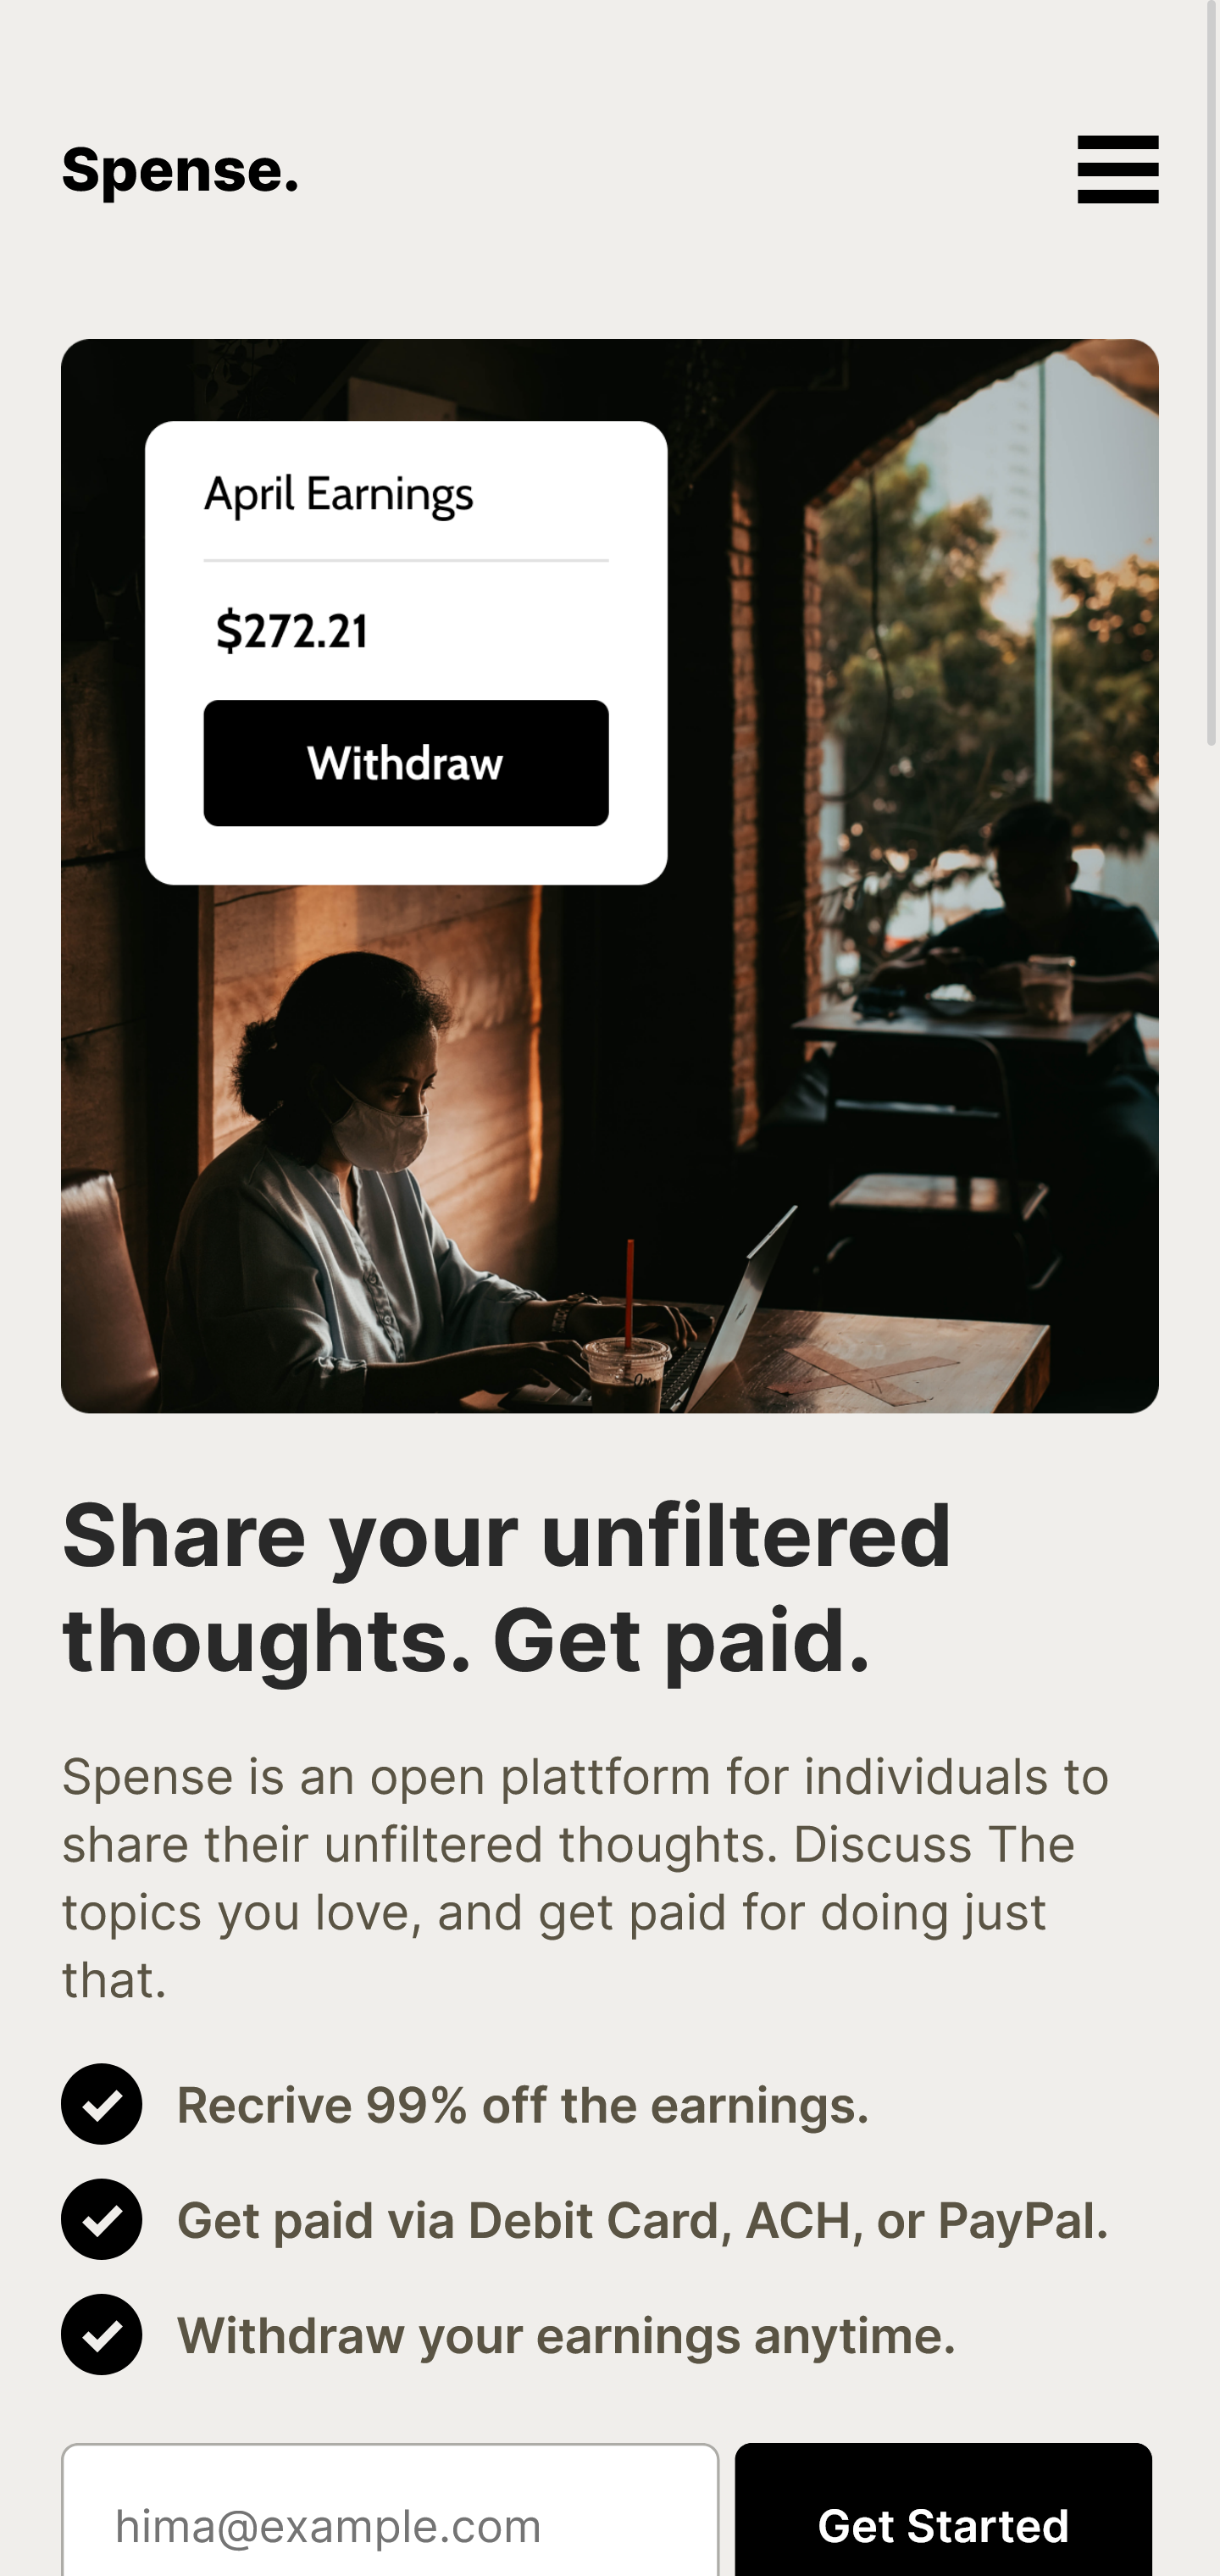 Spense.
April Earnings
$272.21
Withdraw
Share your unfiltered
thoughts. Get paid.
Spense is an open plattform for individuals to
share their unfiltered thoughts. Discuss The
topics you love, and get paid for doing just
that.
Recrive 99% off the earnings.
Get paid via Debit Card, ACH, or PayPal.
Withdraw your earnings anytime.
hima@example.com
Get Started